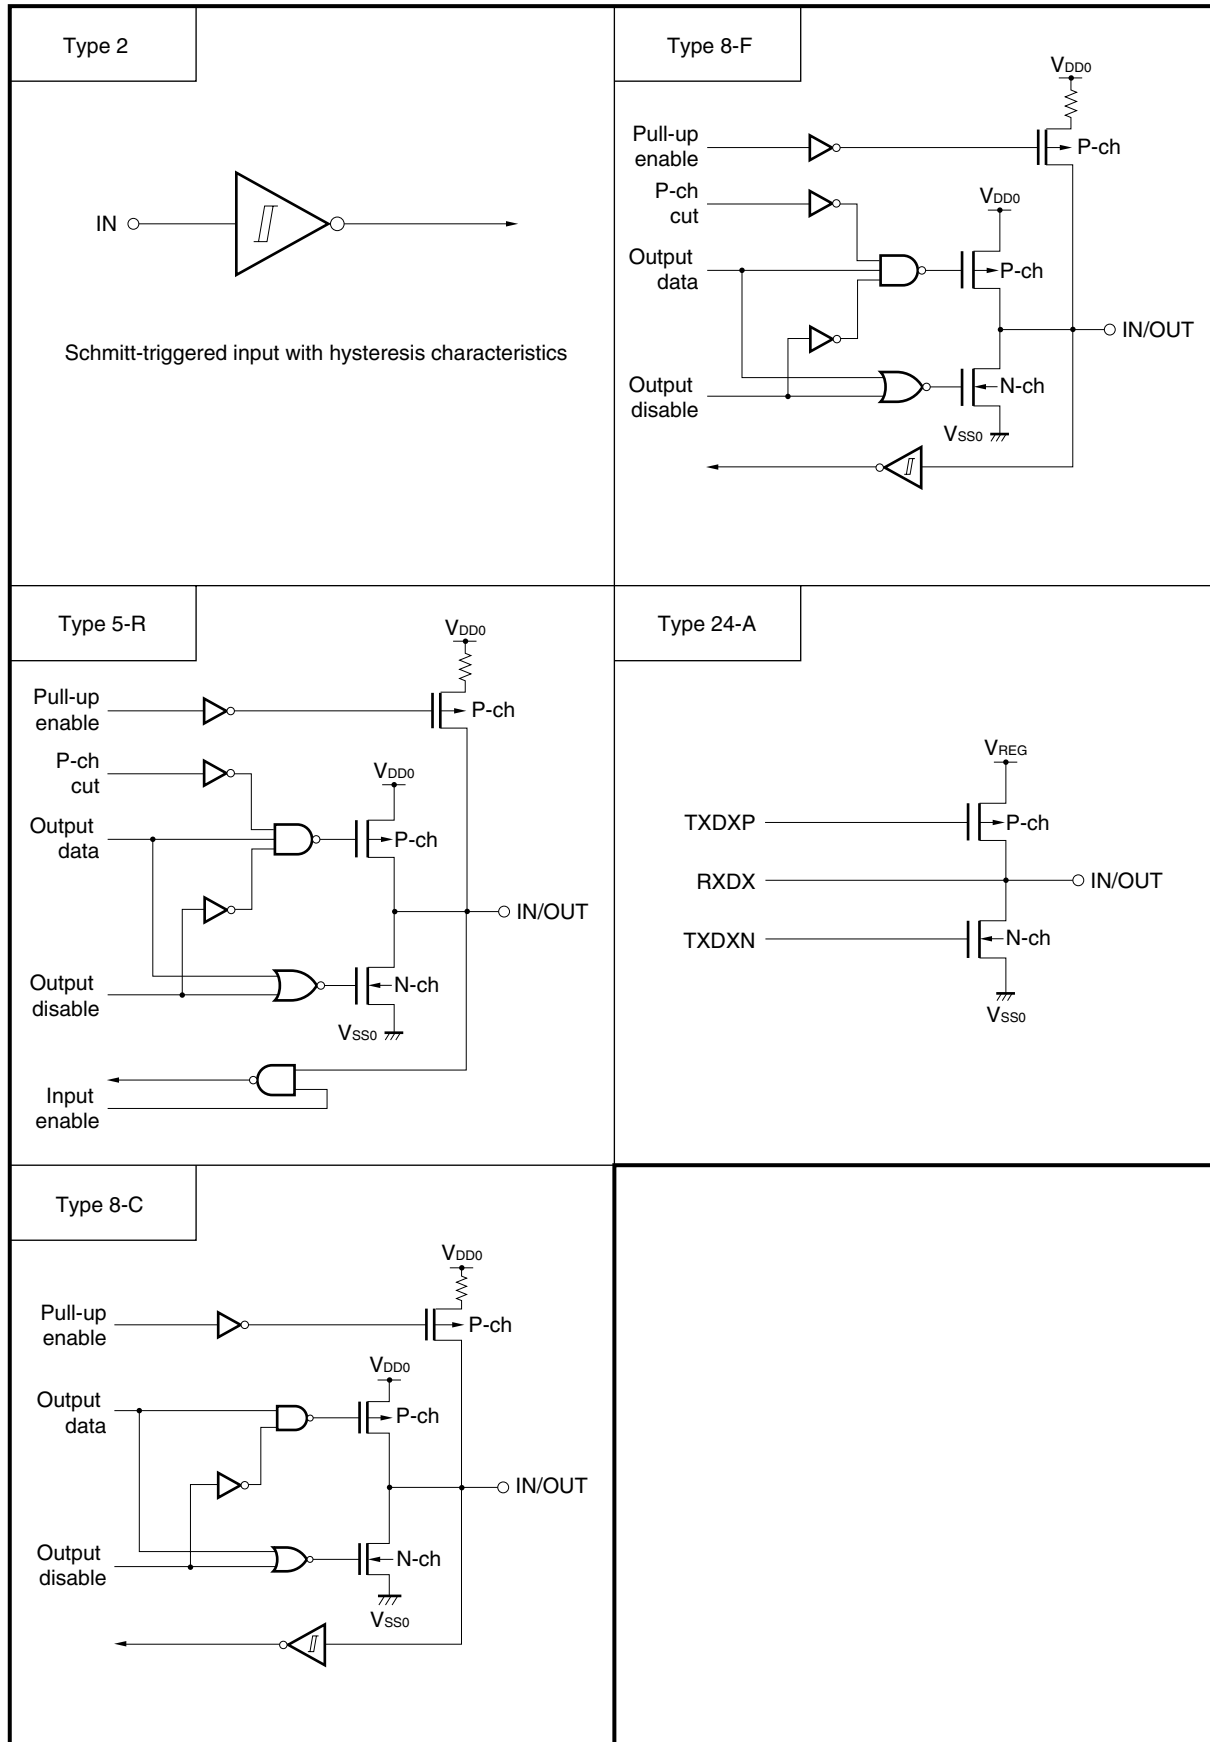 Type 2
IN
Schmitt-triggered input with hysteresis characteristics
Type 8-F
VDD0
Pull-up
enable
P-ch
P-ch
cut
VDD0
Output
data
P-ch
IN/OUT
Output
disable
N-ch
VSS0
Type 5-R
VDD0
Pull-up
enable
P-ch
P-ch
cut
VDD0
Output
data
P-ch
IN/OUT
Output
disable
N-ch
VSS0
Input
enable
Type 24-A
VREG
TXDXP
P-ch
RXDX
IN/OUT
TXDXN
N-ch
VSS0
Type 8-C
VDD0
Pull-up
enable
P-ch
VDD0
Output
data
P-ch
IN/OUT
Output
disable
N-ch
VSS0